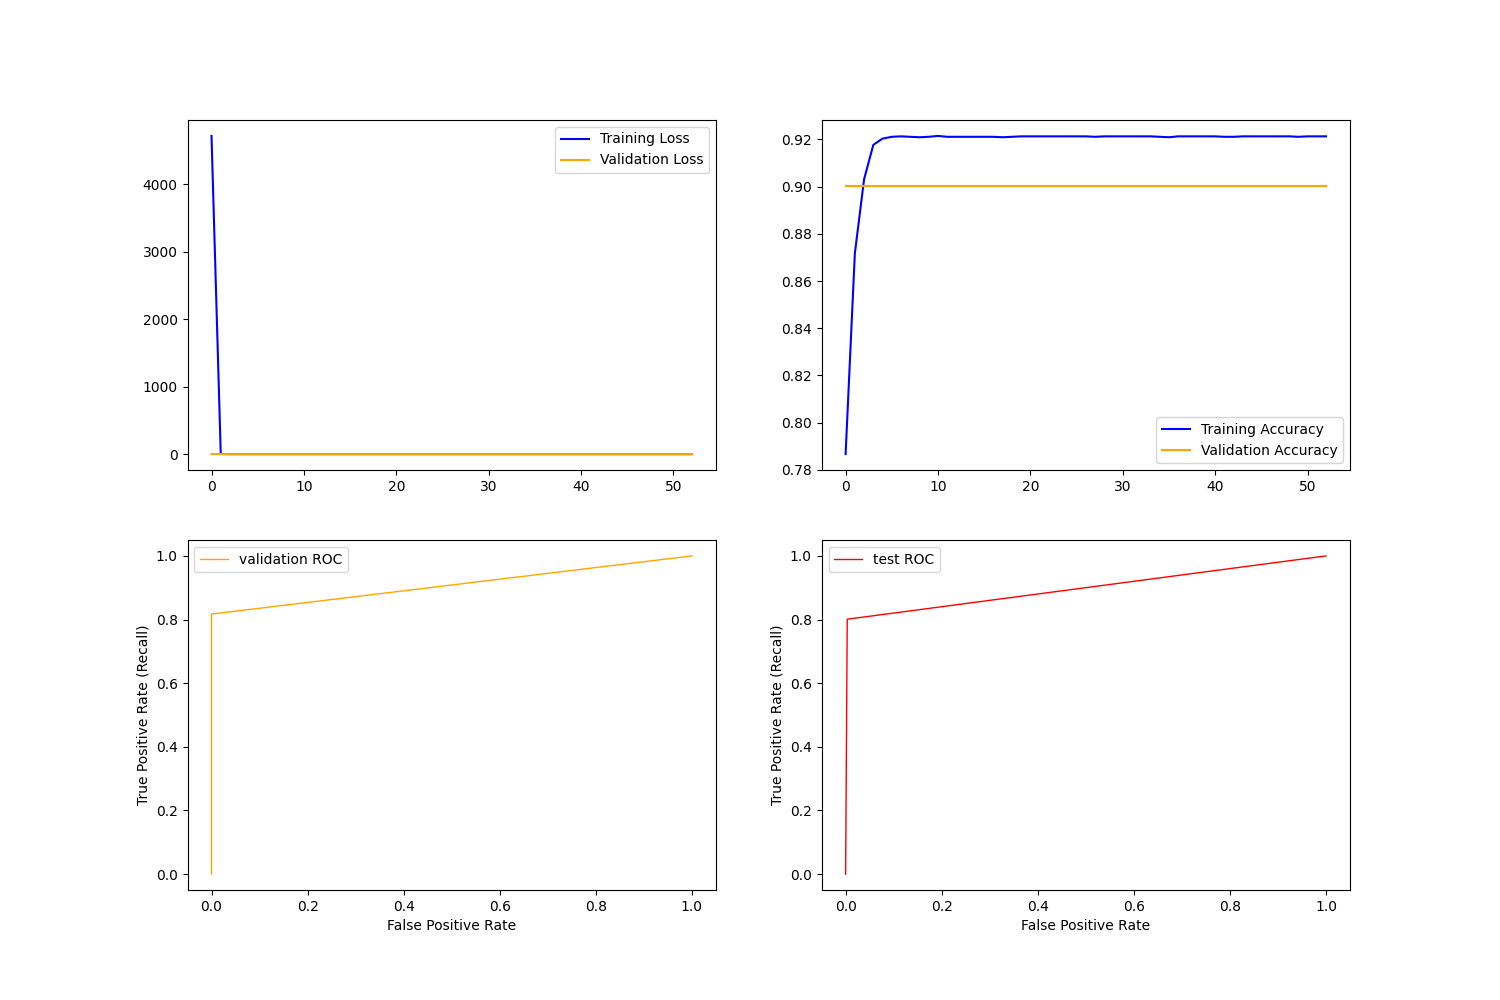 Training Loss
Validation Loss
4000
3000
2000
1000
0
0 10 20 30 40 50
0.92
0.90
0.88
0.86
0.84
0.82
0.80
0.78
Training Accuracy
Validation Accuracy
0 10 20 30 40 50
validation ROC
1.0
0.8
0.6
0.4
0.2
0.0
True Positive Rate (Recall)
0.0 0.2 0.4 0.6 0.8 1.0
False Positive Rate
test ROC
1.0
0.8
0.6
0.4
0.2
0.0
True Positive Rate (Recall)
0.0 0.2 0.4 0.6 0.8 1.0
False Positive Rate